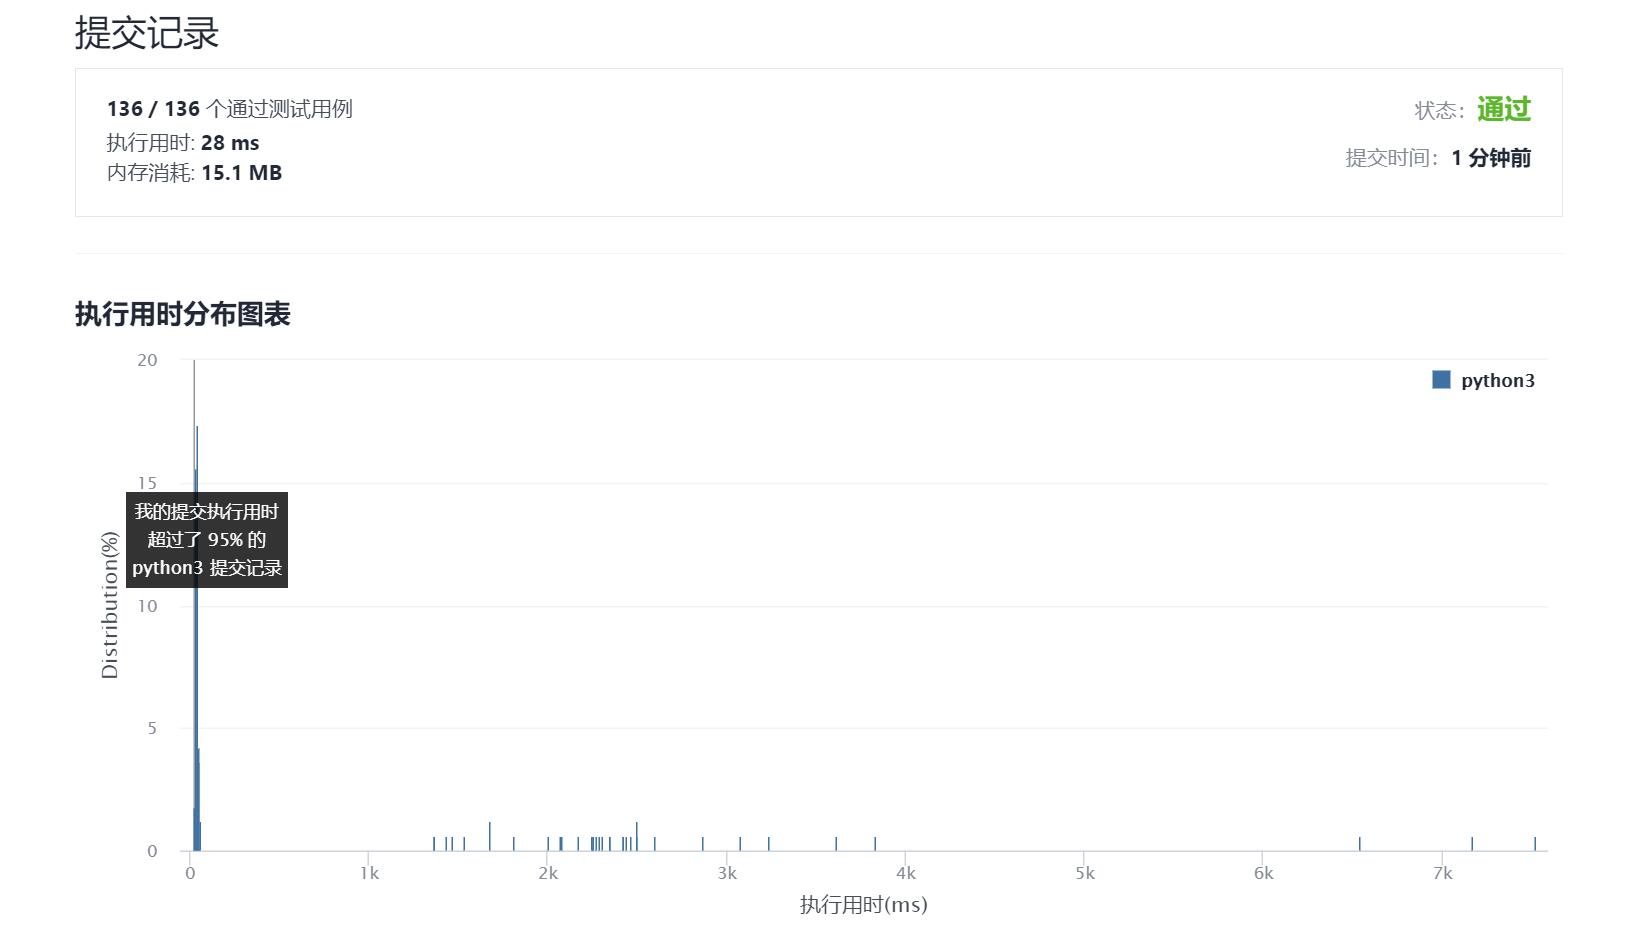 提交记录
136 / 136 个通过测试用例
状态：通过
执行用时: 28 ms
提交时间：1 分钟前
内存消耗: 15.1 MB
执行用时分布图表
20
python3
15
我的提交执行用时
超过了 95% 的
python3 提交记录
Distribution(%)
10
5
0
0 1k 2k 3k 4k 5k 6k 7k
执行用时(ms)